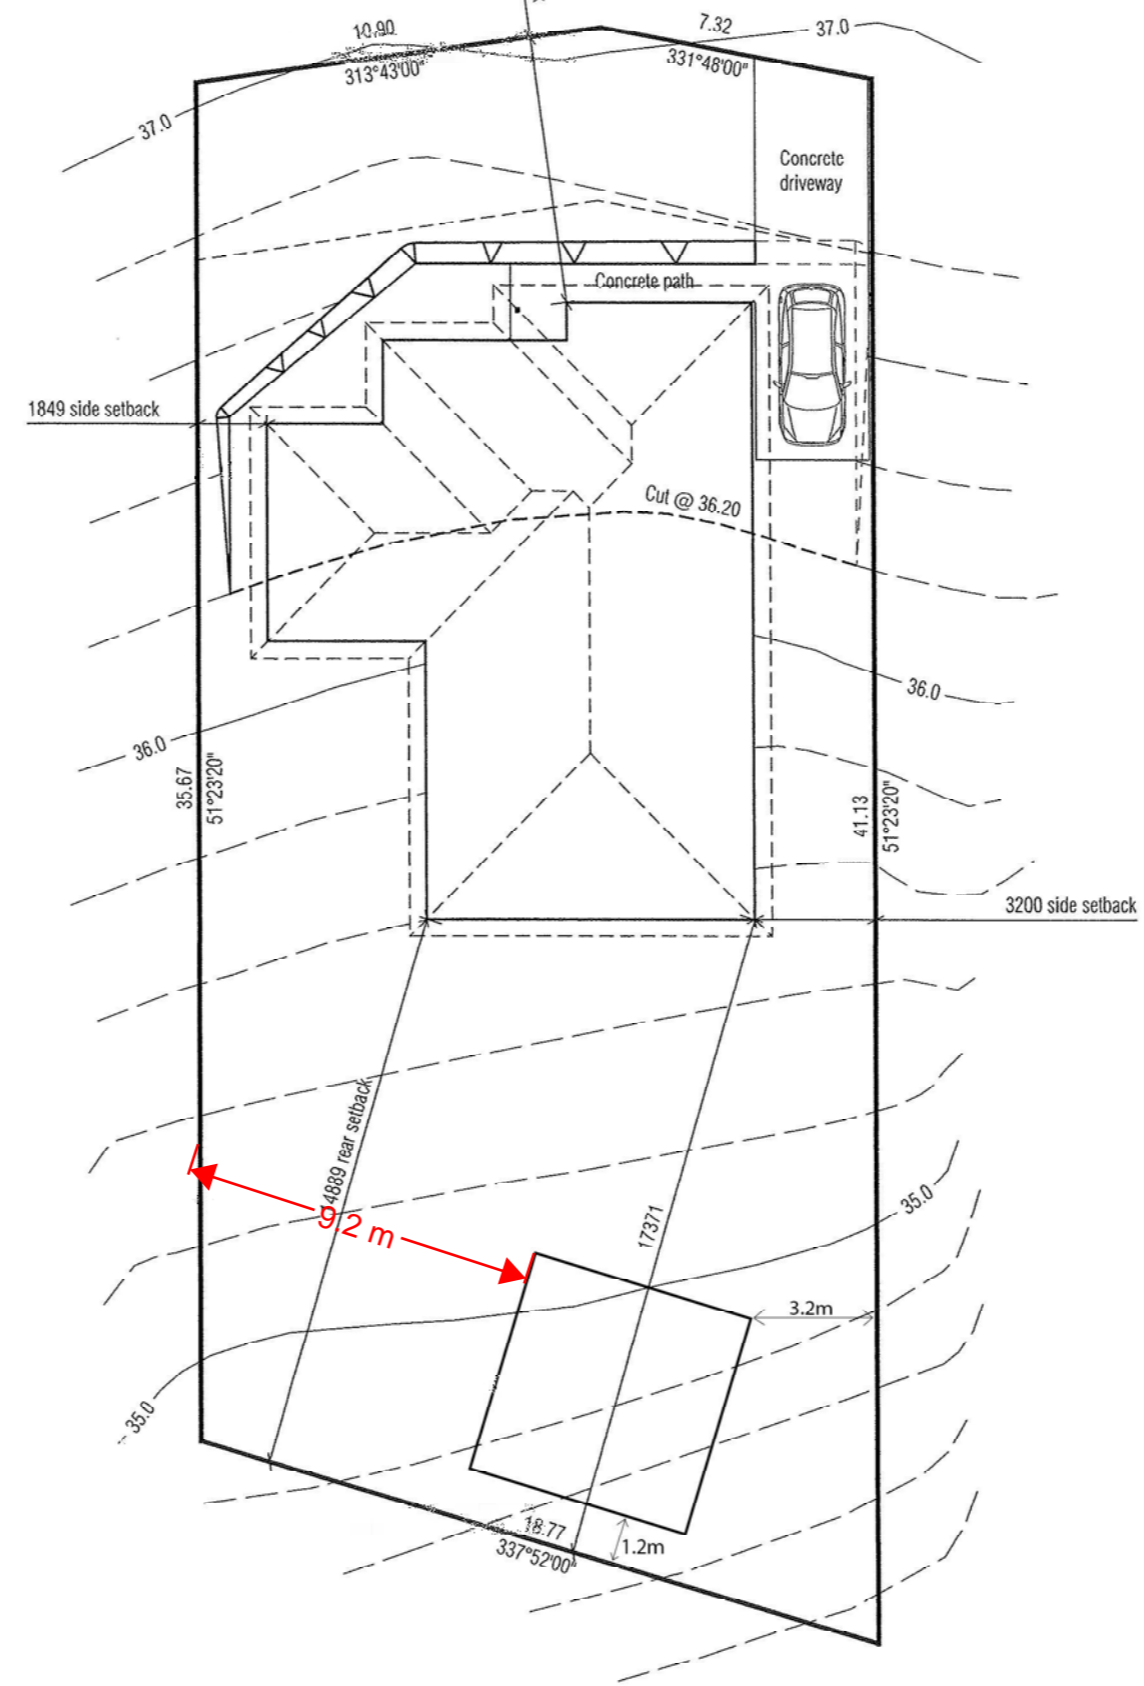 10.90
313°43'00"
7.32
331°48'00"
37.0
37.0
Concrete
driveway
Concrete path
1849 side setback
Cut @ 36.20
36.0
36.0
35.67
51°23'20"
41.13
51°23'20"
3200 side setback
4889 rear setback
9.2 m
17371
35.0
3.2m
35.0
18.77
337°52'00"
1.2m